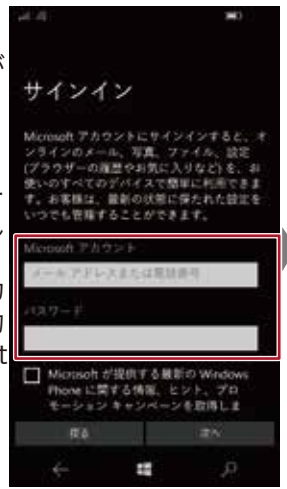 サインイン
Microsoft アカウントにサインインすると、オ
ンラインのメール、写真、ファイル、設定
(ブラウザーの履歴やお気に入りなど) を、お
使いのすべてのデバイスで簡単に利用できま
す。お客様は、最新の状態に保たれた設定を
いつでも管理することができます。
Microsoft アカウント
メール アドレスまたは電話番号
パスワード
Microsoft が提供する最新の Windows
Phone に関する情報、ヒント、プロ
モーション キャンペーンを取得しま
戻る
次へ